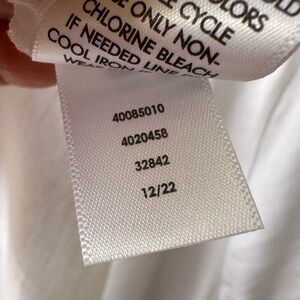 COLORS
CYCLE
ONLY NON-
CHLORINE BLEACH
IF NEEDED LINE
COOL IRON
40085010
4020458
32842
12/22